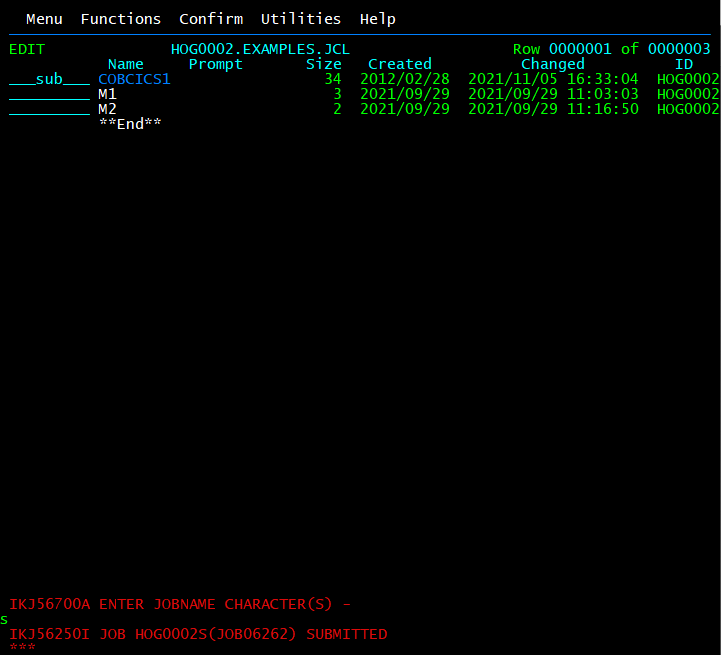 Menu Functions Confirm Utilities Help
EDIT HOG0002.EXAMPLES.JCL Row 0000001 of 0000003
Name Prompt Size Created Changed ID
___sub___ COBCICS1 34 2012/02/28 2021/11/05 16:33:04 HOG0002
_________ M1 3 2021/09/29 2021/09/29 11:03:03 HOG0002
_________ M2 2 2021/09/29 2021/09/29 11:16:50 HOG0002
**End**
IKJ56700A ENTER JOBNAME CHARACTER(S) -
s
IKJ56250I JOB HOG0002S(JOB06262) SUBMITTED
***